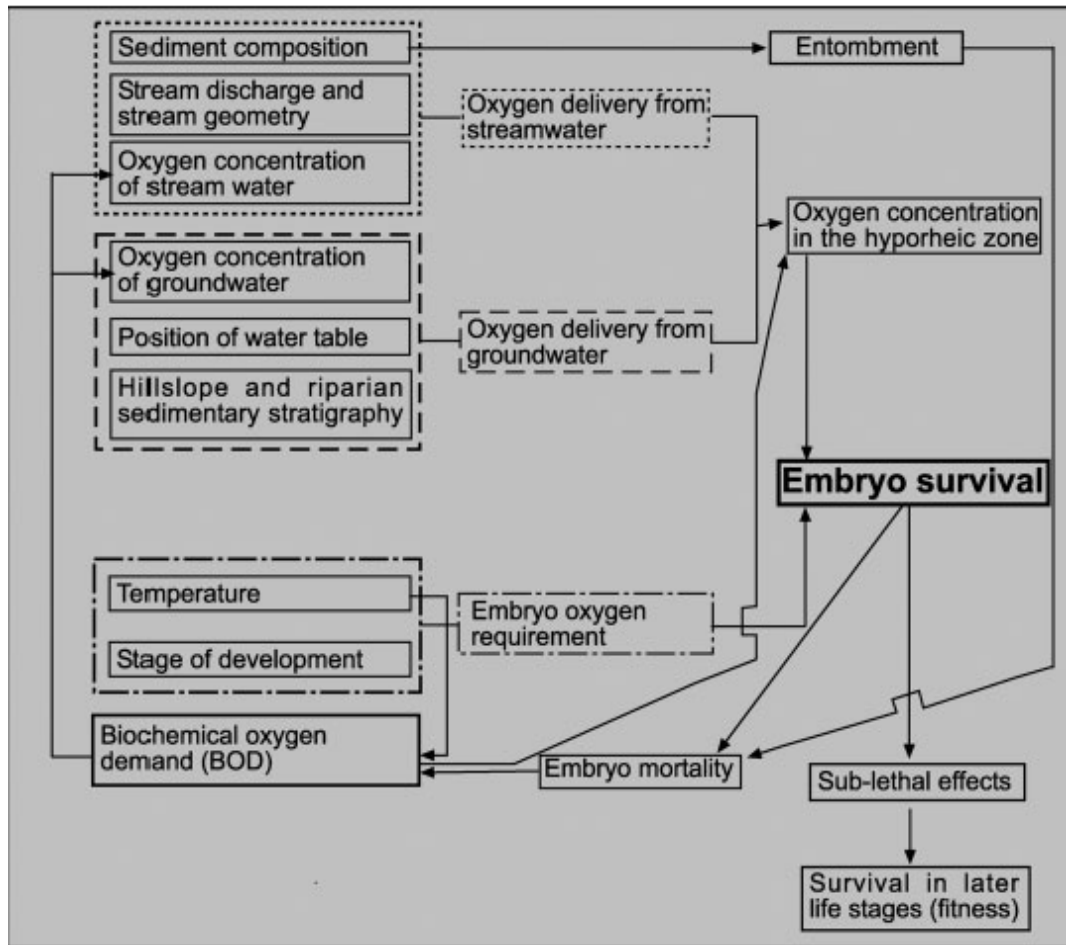 Sediment composition
Entombment
Stream discharge and
stream geometry
Oxygen delivery from
streamwater
Oxygen concentration
of stream water
Oxygen concentration
in the hyporheic zone
Oxygen concentration
of groundwater
Position of water table
Oxygen delivery from
groundwater
Hillslope and riparian
sedimentary stratigraphy
Embryo survival
Temperature
Embryo oxygen
requirement
Stage of development
Biochemical oxygen
demand (BOD)
Embryo mortality
Sub-lethal effects
Survival in later
life stages (fitness)